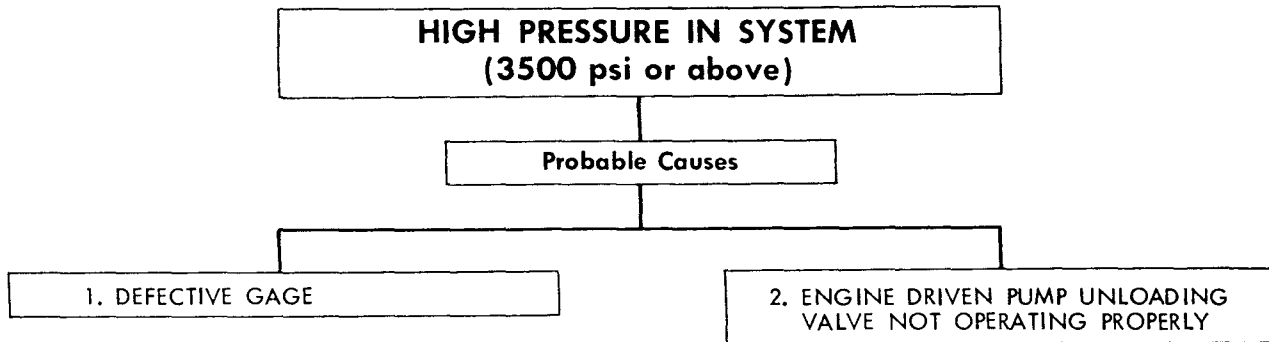 HIGH PRESSURE IN SYSTEM
(3500 psi or above)
Probable Causes
1. DEFECTIVE GAGE
2. ENGINE DRIVEN PUMP UNLOADING
VALVE NOT OPERATING PROPERLY